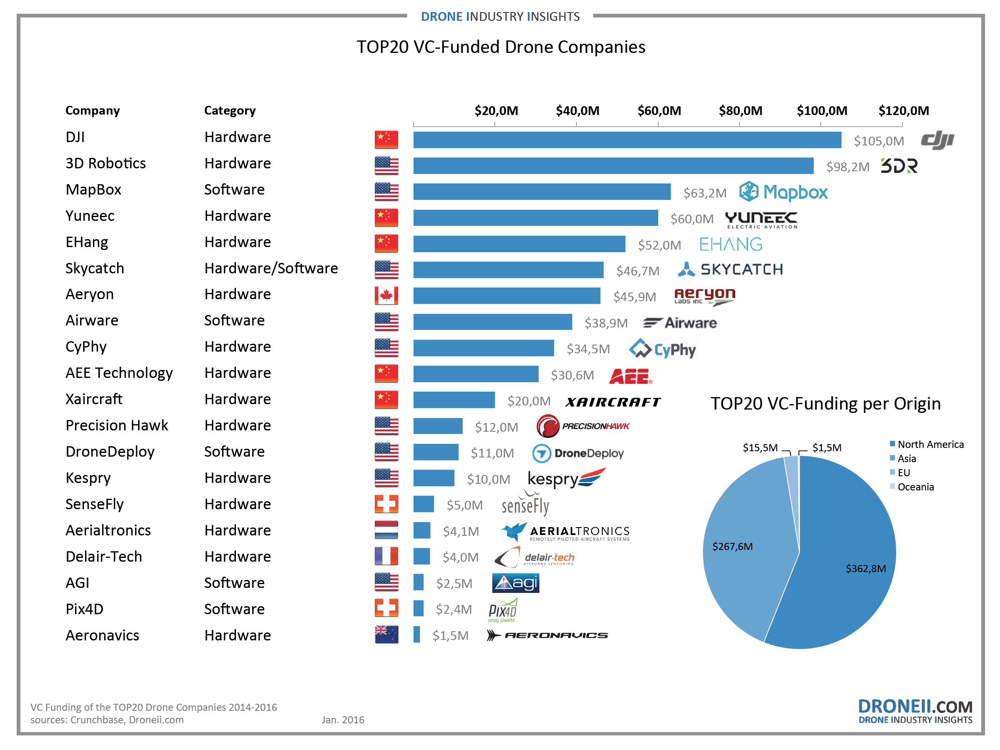 DRONE INDUSTRY INSIGHTS
TOP20 VC-Funded Drone Companies
Company Category $20,0M $40,0M $60,0M $80,0M $100,0M $120,0M
DJI Hardware $105,0M dji
3D Robotics Hardware $98,2M 3DR
MapBox Software $63,2M Mapbox
Yuneec Hardware $60,0M YUNEEC
ELECTRIC AVIATION
EHang Hardware $52,0M EHANG
Skycatch Hardware/Software $46,7M SKYCATCH
Aeryon Hardware $45,9M aeryon
Labs Inc.
Airware Software $38,9M Airware
CyPhy Hardware $34,5M CyPhy
AEE Technology Hardware $30,6M AEE®
Xaircraft Hardware $20,0M XAIRCRAFT
Precision Hawk Hardware $12,0M PRECISIONHAWK
DroneDeploy Software $11,0M DroneDeploy
Kespry Hardware $10,0M kespry
SenseFly Hardware $5,0M senseFly
Aerialtronics Hardware $4,1M AERIALTRONICS
REMOTELY PILOTED AIRCRAFT SYSTEMS
Delair-Tech Hardware $4,0M delair-tech
AIRBORNE SENSORING
AGI Software $2,5M agi
Pix4D Software $2,4M PIX4D
simply powerful
Aeronavics Hardware $1,5M AERONAVICS
TOP20 VC-Funding per Origin
$15,5M $1,5M
North America
Asia
EU
Oceania
$267,6M
$362,8M
VC Funding of the TOP20 Drone Companies 2014-2016
sources: Crunchbase, Droneii.com Jan. 2016
DRONEII.COM
DRONE INDUSTRY INSIGHTS